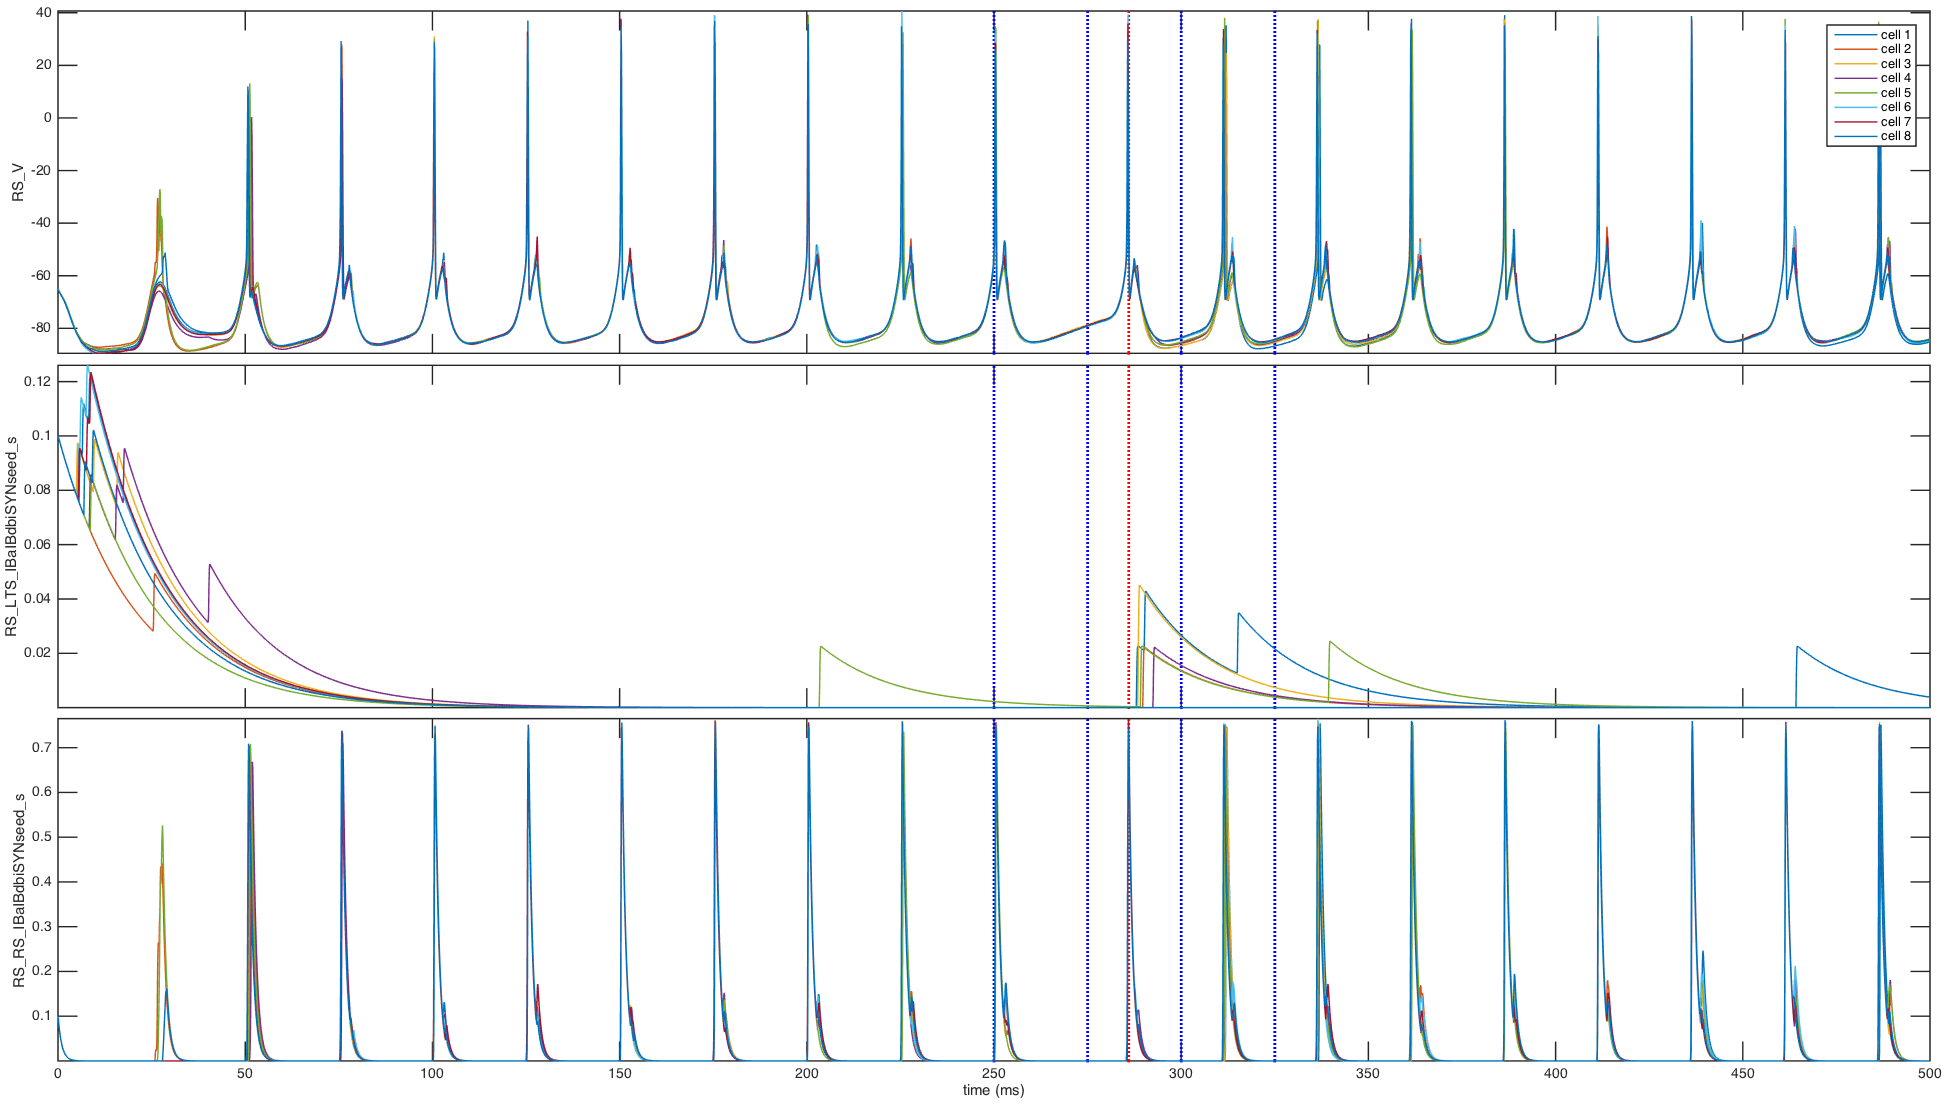 40
20
0
-20
-40
-60
-80
RS_V
cell 1
cell 2
cell 3
cell 4
cell 5
cell 6
cell 7
cell 8
0.12
0.1
0.08
0.06
0.04
0.02
RS_LTS_IBaIBdbiSYNseed_s
0.7
0.6
0.5
0.4
0.3
0.2
0.1
RS_RS_IBaIBdbiSYNseed_s
0 50 100 150 200 250 300 350 400 450 500
time (ms)